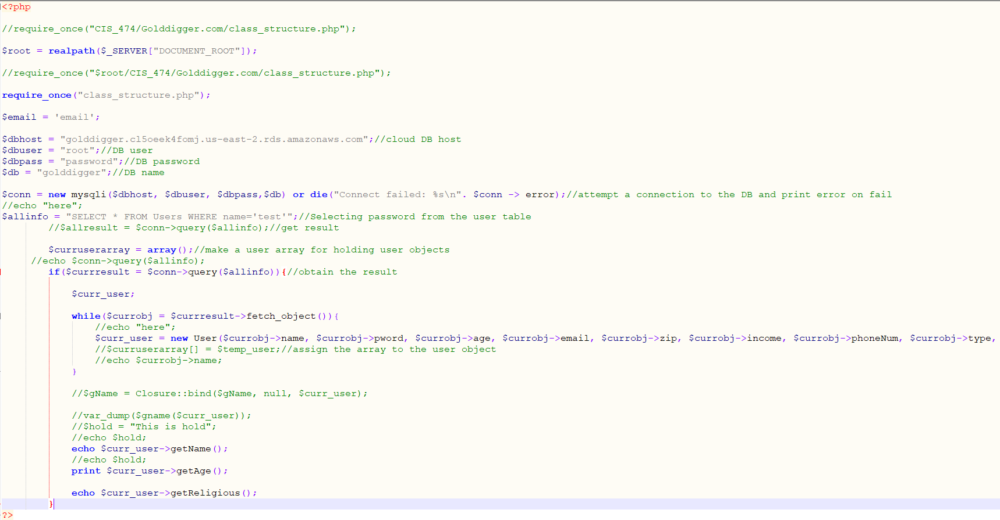 <?php
//require_once("CIS_474/Golddigger.com/class_structure.php");
$root = realpath($_SERVER["DOCUMENT_ROOT"]);
//require_once("$root/CIS_474/Golddigger.com/class_structure.php");
require_once("class_structure.php");
$email = 'email';
$dbhost = "golddigger.cl5oeek4fomj.us-east-2.rds.amazonaws.com";//cloud DB host
$dbuser = "root";//DB user
$dbpass = "password";//DB password
$db = "golddigger";//DB name
$conn = new mysqli($dbhost, $dbuser, $dbpass,$db) or die("Connect failed: %s\n". $conn -> error);//attempt a connection to the DB and print error on fail
//echo "here";
$allinfo = "SELECT * FROM Users WHERE name='test'";//Selecting password from the user table
//$allresult = $conn->query($allinfo);//get result
$curruserarray = array();//make a user array for holding user objects
//echo $conn->query($allinfo);
if($currresult = $conn->query($allinfo)){//obtain the result
$curr_user;
while($currobj = $currresult->fetch_object()){
//echo "here";
$curr_user = new User($currobj->name, $currobj->pword, $currobj->age, $currobj->email, $currobj->zip, $currobj->income, $currobj->phoneNum, $currobj->type,
//$curruserarray[] = $temp_user;//assign the array to the user object
//echo $currobj->name;
}
//$gName = Closure::bind($gName, null, $curr_user);
//var_dump($gname($curr_user));
//$hold = "This is hold";
//echo $hold;
echo $curr_user->getName();
//echo $hold;
print $curr_user->getAge();
echo $curr_user->getReligious();
}
?>